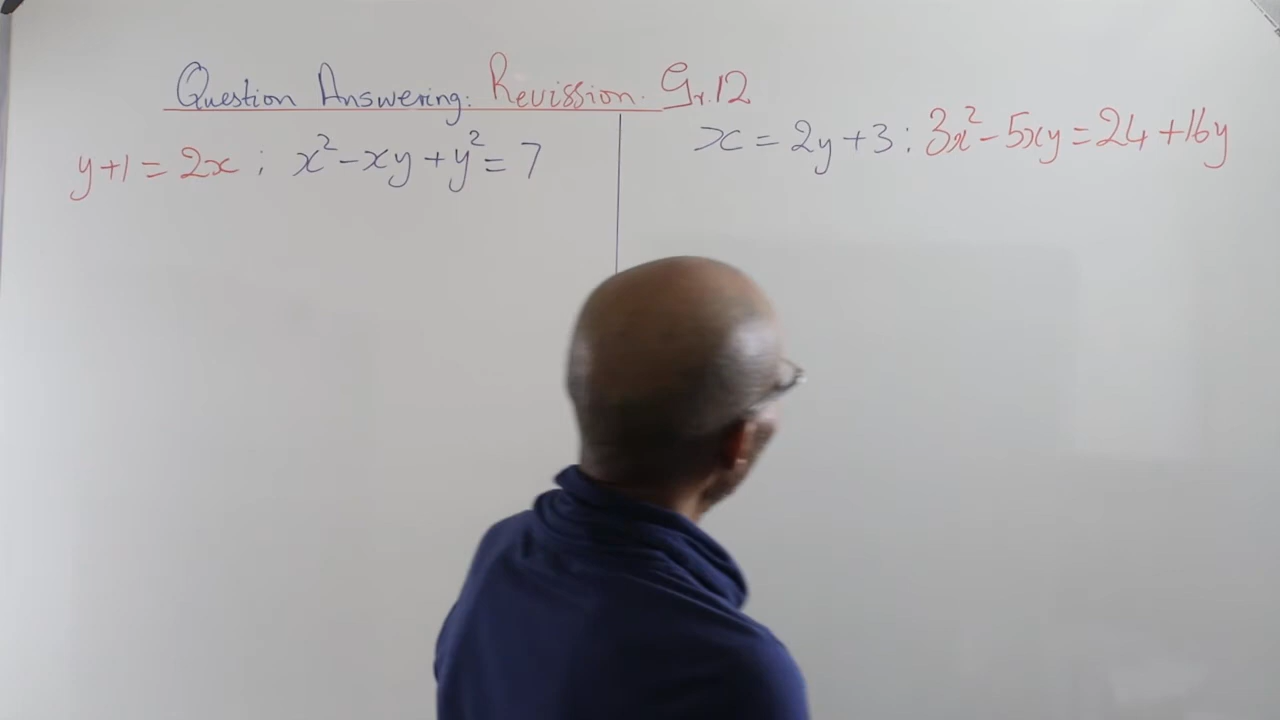 Question Answering: Revission. Gr.12
y+1 = 2x ; x²-xy+y²= 7
x = 2y+3 ; 3x²-5xy=24+16y